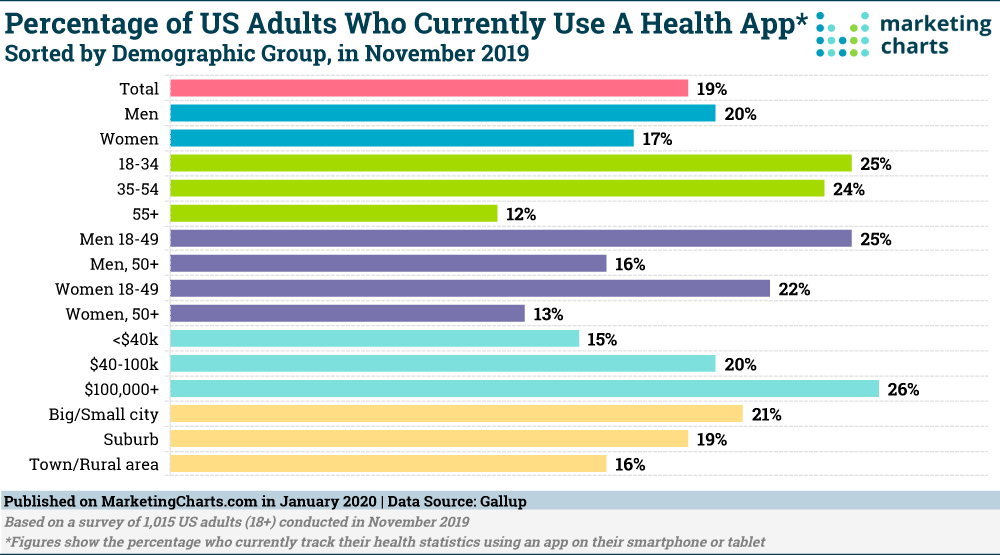 Percentage of US Adults Who Currently Use A Health App*
Sorted by Demographic Group, in November 2019
marketing
charts
Total 19%
Men 20%
Women 17%
18-34 25%
35-54 24%
55+ 12%
Men 18-49 25%
Men, 50+ 16%
Women 18-49 22%
Women, 50+ 13%
<$40k 15%
$40-100k 20%
$100,000+ 26%
Big/Small city 21%
Suburb 19%
Town/Rural area 16%
Published on MarketingCharts.com in January 2020 | Data Source: Gallup
Based on a survey of 1,015 US adults (18+) conducted in November 2019
*Figures show the percentage who currently track their health statistics using an app on their smartphone or tablet